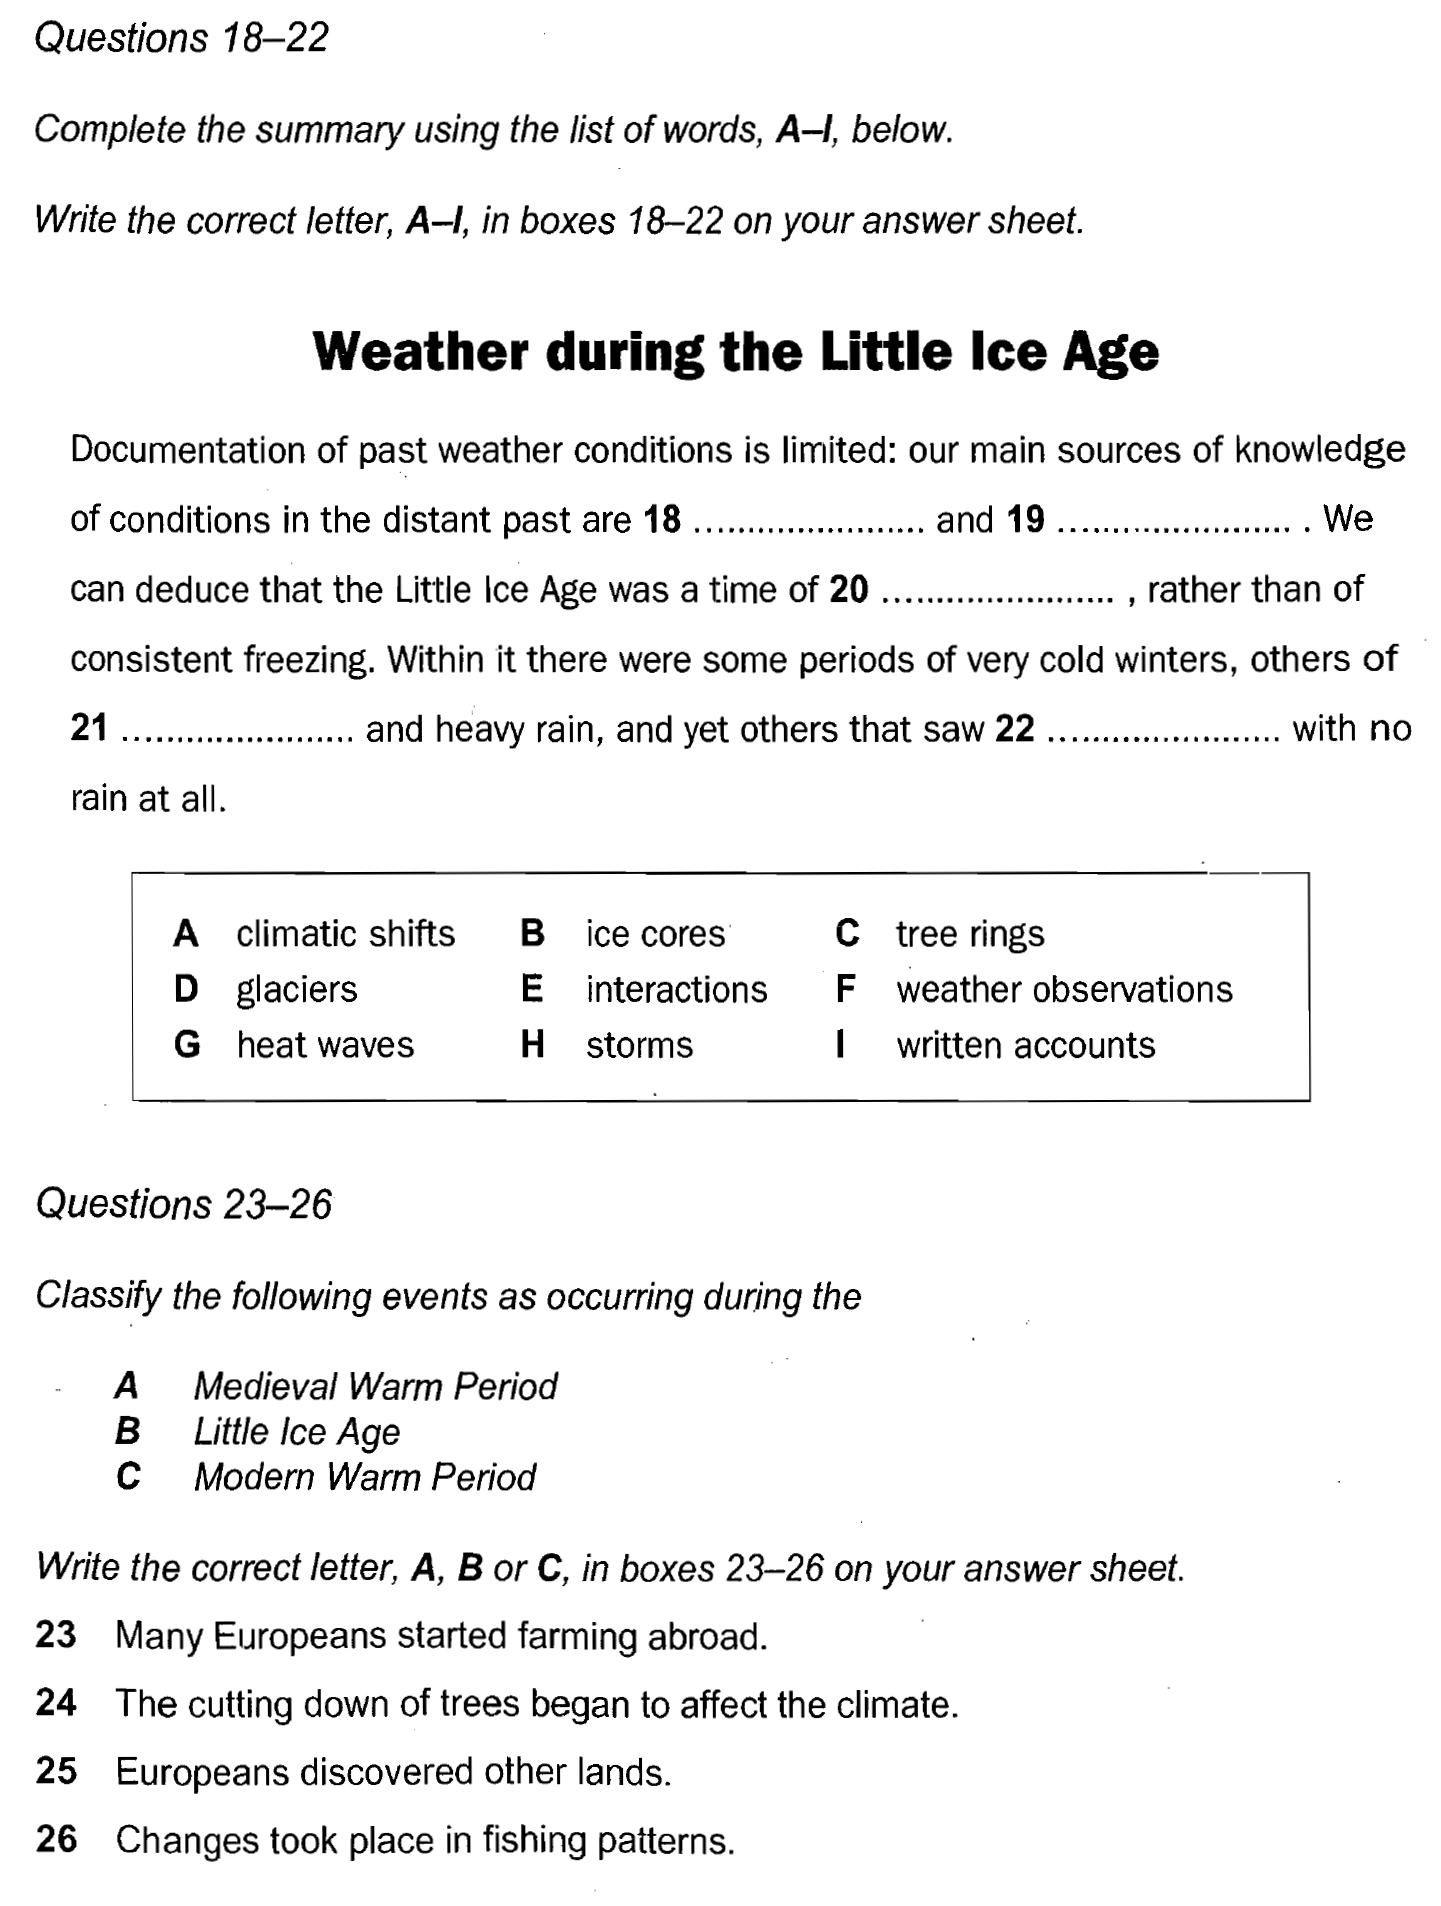 Questions 18–22
Complete the summary using the list of words, A–I, below.
Write the correct letter, A–I, in boxes 18–22 on your answer sheet.
Weather during the Little Ice Age
Documentation of past weather conditions is limited: our main sources of knowledge
of conditions in the distant past are 18 ....................... and 19 ....................... . We
can deduce that the Little Ice Age was a time of 20 ....................... , rather than of
consistent freezing. Within it there were some periods of very cold winters, others of
21 ....................... and heavy rain, and yet others that saw 22 ....................... with no
rain at all.
A climatic shifts B ice cores C tree rings
D glaciers E interactions F weather observations
G heat waves H storms I written accounts
Questions 23–26
Classify the following events as occurring during the
A Medieval Warm Period
B Little Ice Age
C Modern Warm Period
Write the correct letter, A, B or C, in boxes 23–26 on your answer sheet.
23 Many Europeans started farming abroad.
24 The cutting down of trees began to affect the climate.
25 Europeans discovered other lands.
26 Changes took place in fishing patterns.